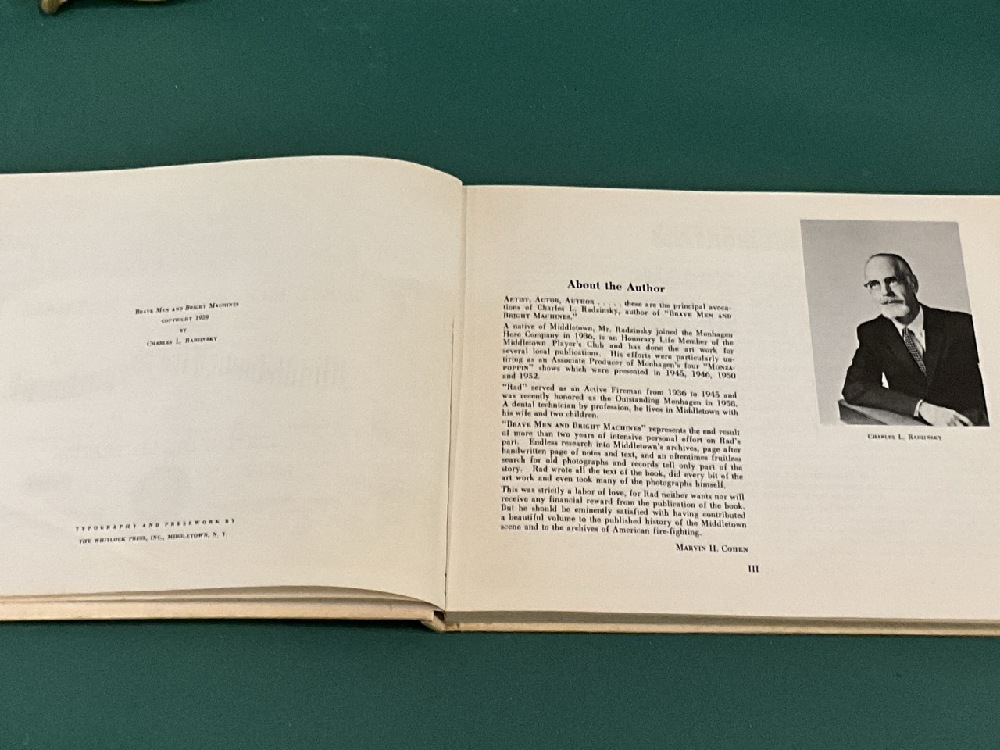 BRAVE MEN AND BRIGHT MACHINES
COPYRIGHT 1959
BY
CHARLES L. RADZINSKY
TYPOGRAPHY AND PRESSWORK BY
THE WHITLOCK PRESS, INC., MIDDLETOWN, N. Y.
About the Author
ARTIST, ACTOR, AUTHOR . . . . . these are the principal avoca-
tions of Charles L. Radzinsky, author of "BRAVE MEN AND
BRIGHT MACHINES."
A native of Middletown, Mr. Radzinsky joined the Monhagen
Hose Company in 1936, is an Honorary Life Member of the
Middletown Player's Club and has done the art work for
several local publications. His efforts were particularly un-
tiring as an Associate Producer of Monhagen's four "MONZA-
POPPIN" shows which were presented in 1945, 1946, 1950
and 1952.
"Rad" served as an Active Fireman from 1936 to 1945 and
was recently honored as the Outstanding Monhagen in 1958.
A dental technician by profession, he lives in Middletown with
his wife and two children.
"BRAVE MEN AND BRIGHT MACHINES" represents the end result
of more than two years of intensive personal effort on Rad's
part. Endless research into Middletown's archives, page after
handwritten page of notes and text, and an oftentimes fruitless
search for old photographs and records tell only part of the
story. Rad wrote all the text of the book, did every bit of the
art work and even took many of the photographs himself.
This was strictly a labor of love, for Rad neither wants nor will
receive any financial reward from the publication of the book.
But he should be eminently satisfied with having contributed
a beautiful volume to the published history of the Middletown
scene and to the archives of American fire-fighting.
MARVIN H. COHEN
III
CHARLES L. RADZINSKY